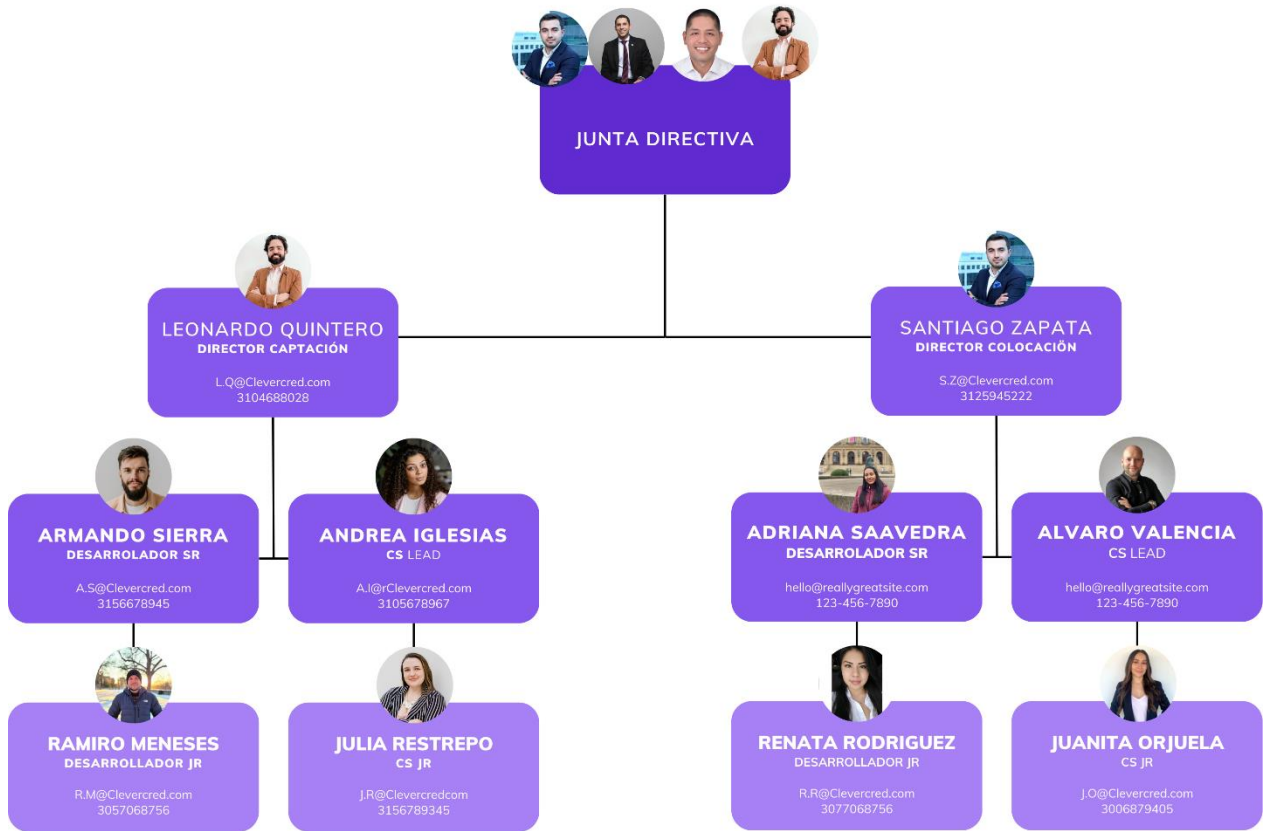 JUNTA DIRECTIVA
LEONARDO QUINTERO
DIRECTOR CAPTACIÓN
L.Q@Clevercred.com
3104688028
SANTIAGO ZAPATA
DIRECTOR COLOCACIÖN
S.Z@Clevercred.com
3125945222
ARMANDO SIERRA
DESARROLADOR SR
A.S@Clevercred.com
3156678945
ANDREA IGLESIAS
CS LEAD
A.I@rClevercred.com
3105678967
ADRIANA SAAVEDRA
DESARROLADOR SR
hello@reallygreatsite.com
123-456-7890
ALVARO VALENCIA
CS LEAD
hello@reallygreatsite.com
123-456-7890
RAMIRO MENESES
DESARROLLADOR JR
R.M@Clevercred.com
3057068756
JULIA RESTREPO
CS JR
J.R@Clevercredcom
3156789345
RENATA RODRIGUEZ
DESARROLLADOR JR
R.R@Clevercred.com
3077068756
JUANITA ORJUELA
CS JR
J.O@Clevercred.com
3006879405